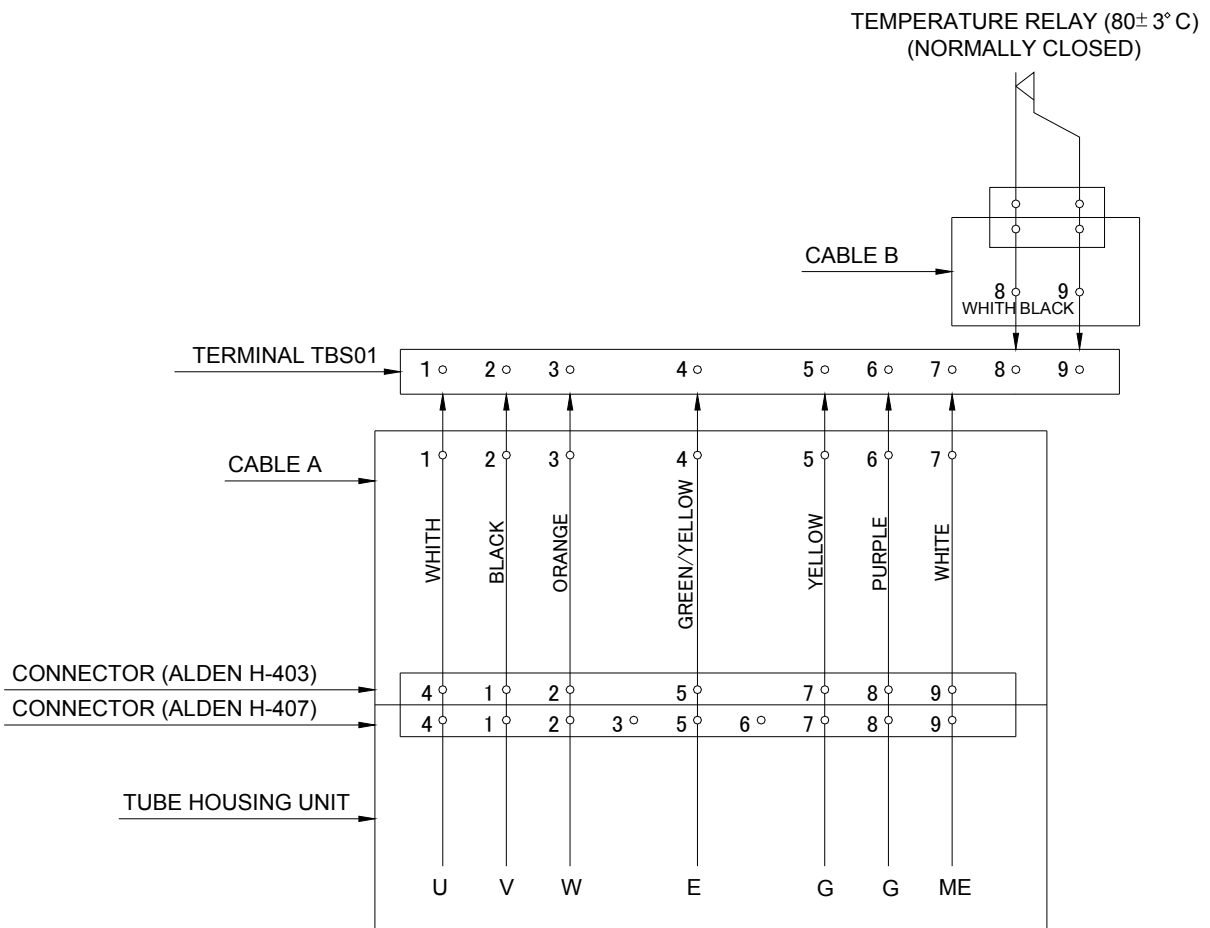 TEMPERATURE RELAY (80±3°C)
(NORMALLY CLOSED)
CABLE B
8 9
WHITH BLACK
TERMINAL TBS01
1 2 3 4 5 6 7 8 9
CABLE A
1 2 3 4 5 6 7
WHITH
BLACK
ORANGE
GREEN/YELLOW
YELLOW
PURPLE
WHITE
CONNECTOR (ALDEN H-403)
4 1 2 5 7 8 9
CONNECTOR (ALDEN H-407)
4 1 2 3 5 6 7 8 9
TUBE HOUSING UNIT
U V W E G G ME